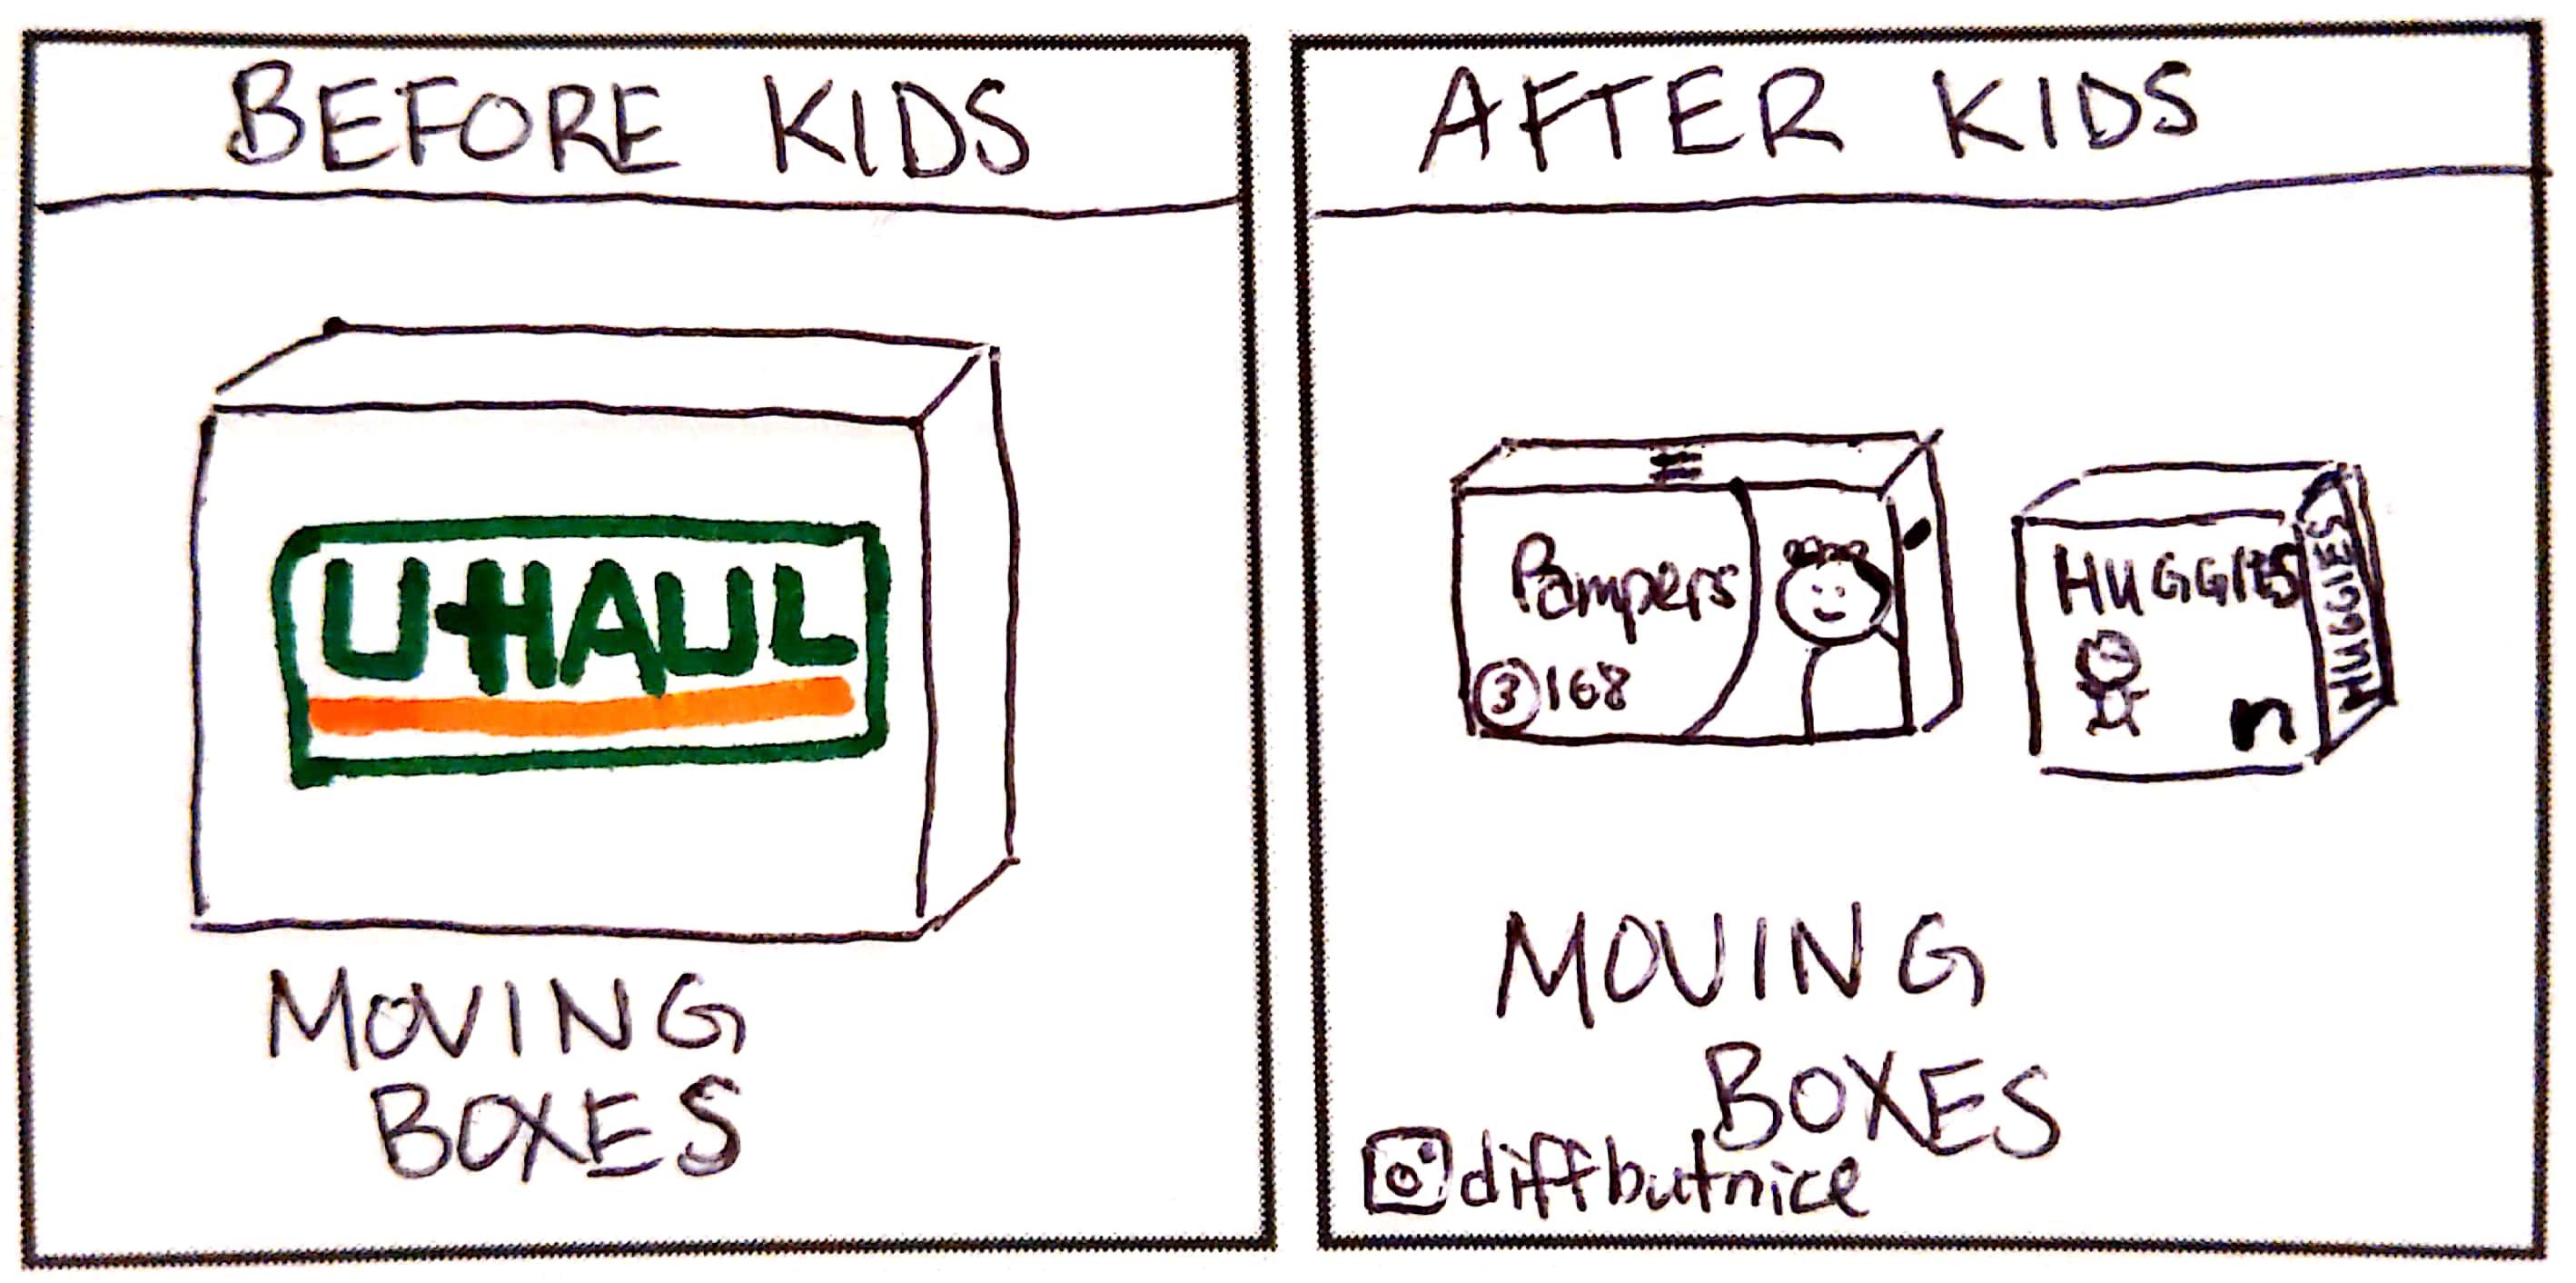 BEFORE KIDS
U-HAUL
MOVING
BOXES
AFTER KIDS
Pampers
3 168
HUGGIES
n
HUGGIES
MOVING
BOXES
diffbutnice